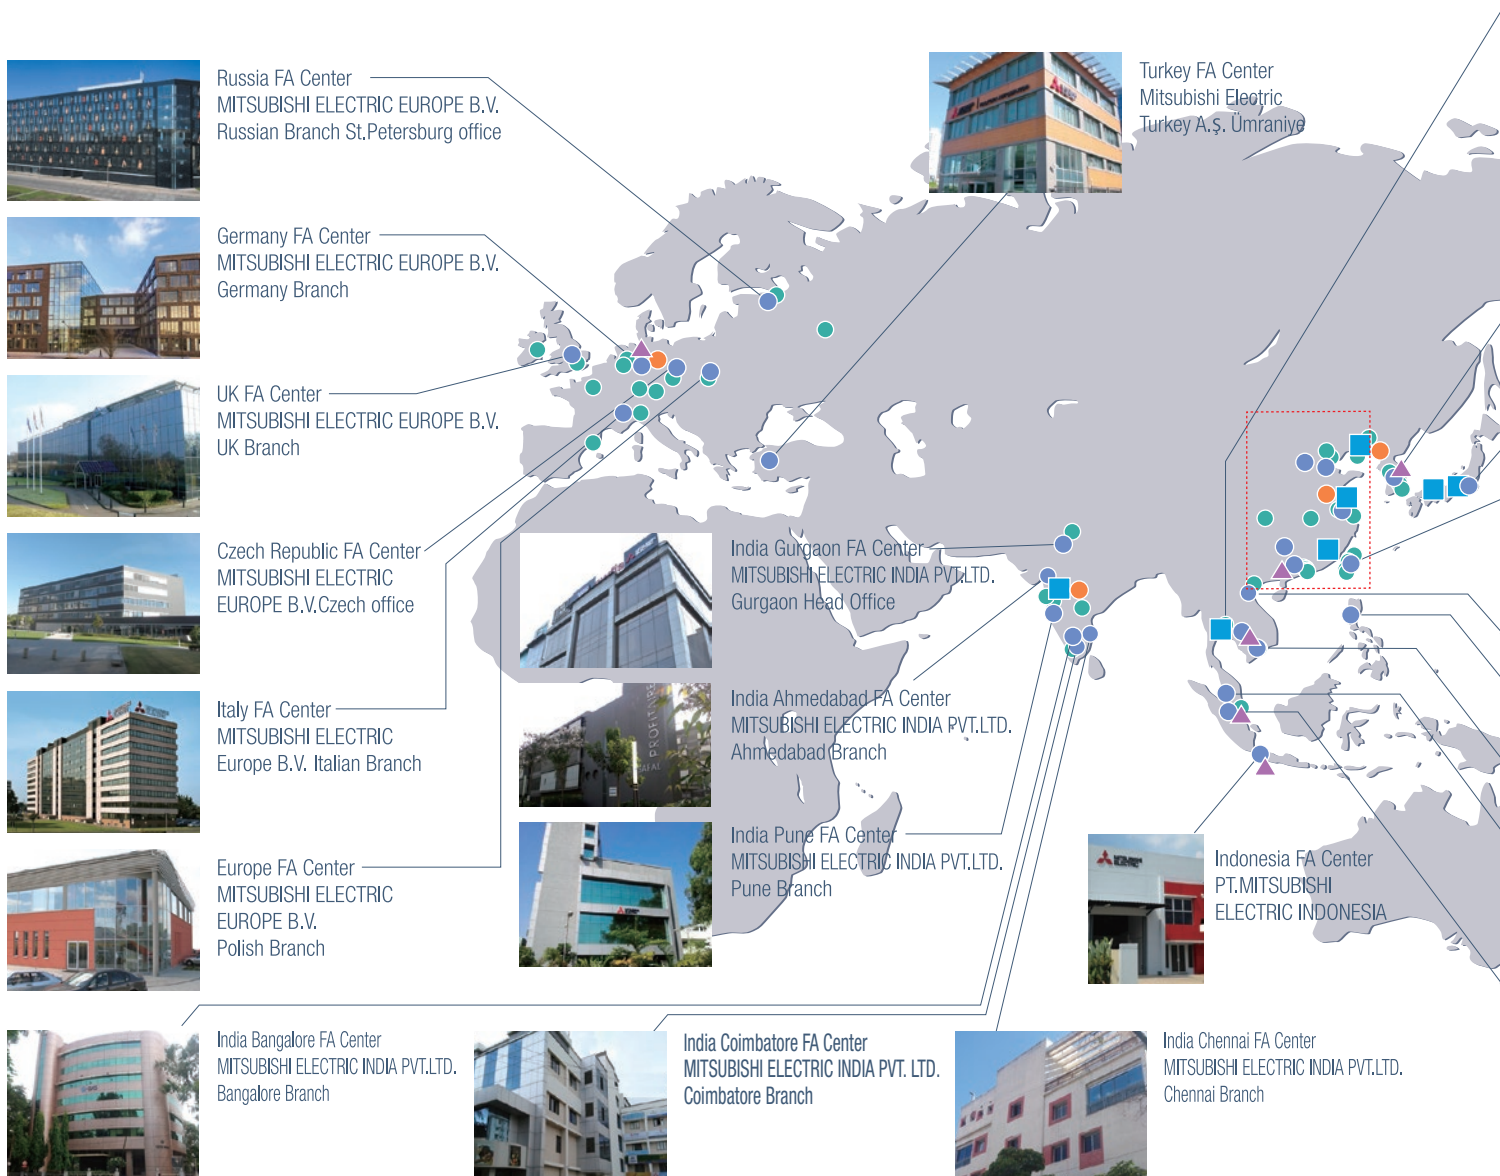 Russia FA Center
MITSUBISHI ELECTRIC EUROPE B.V.
Russian Branch St.Petersburg office
Germany FA Center
MITSUBISHI ELECTRIC EUROPE B.V.
Germany Branch
UK FA Center
MITSUBISHI ELECTRIC EUROPE B.V.
UK Branch
Czech Republic FA Center
MITSUBISHI ELECTRIC
EUROPE B.V.Czech office
Italy FA Center
MITSUBISHI ELECTRIC
Europe B.V. Italian Branch
Europe FA Center
MITSUBISHI ELECTRIC
EUROPE B.V.
Polish Branch
Turkey FA Center
Mitsubishi Electric
Turkey A.Ş. Ümraniye
India Gurgaon FA Center
MITSUBISHI ELECTRIC INDIA PVT.LTD.
Gurgaon Head Office
India Ahmedabad FA Center
MITSUBISHI ELECTRIC INDIA PVT.LTD.
Ahmedabad Branch
PROFITAIRE
India Pune FA Center
MITSUBISHI ELECTRIC INDIA PVT.LTD.
Pune Branch
Indonesia FA Center
PT.MITSUBISHI
ELECTRIC INDONESIA
India Bangalore FA Center
MITSUBISHI ELECTRIC INDIA PVT.LTD.
Bangalore Branch
India Coimbatore FA Center
MITSUBISHI ELECTRIC INDIA PVT. LTD.
Coimbatore Branch
India Chennai FA Center
MITSUBISHI ELECTRIC INDIA PVT.LTD.
Chennai Branch